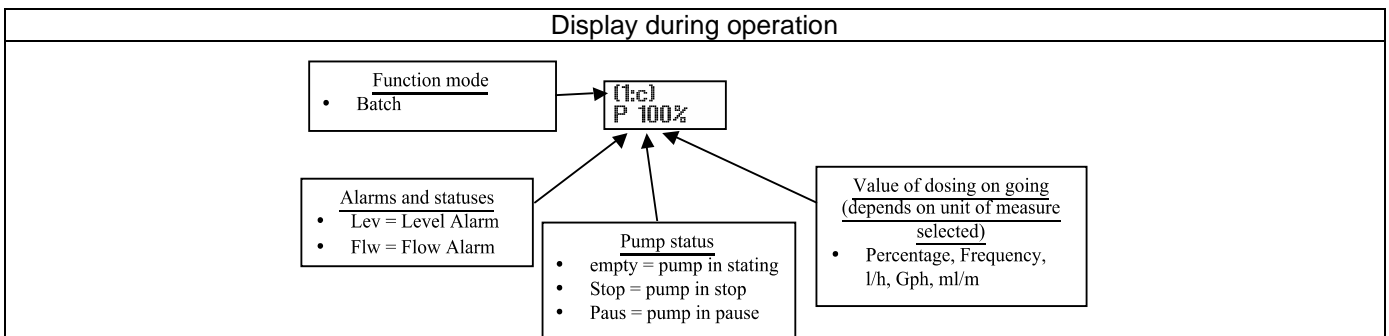 Display during operation
Function mode
• Batch
(1:c)
P 100%
Alarms and statuses
• Lev = Level Alarm
• Flw = Flow Alarm
Pump status
• empty = pump in stating
• Stop = pump in stop
• Paus = pump in pause
Value of dosing on going
(depends on unit of measure
selected)
• Percentage, Frequency,
l/h, Gph, ml/m